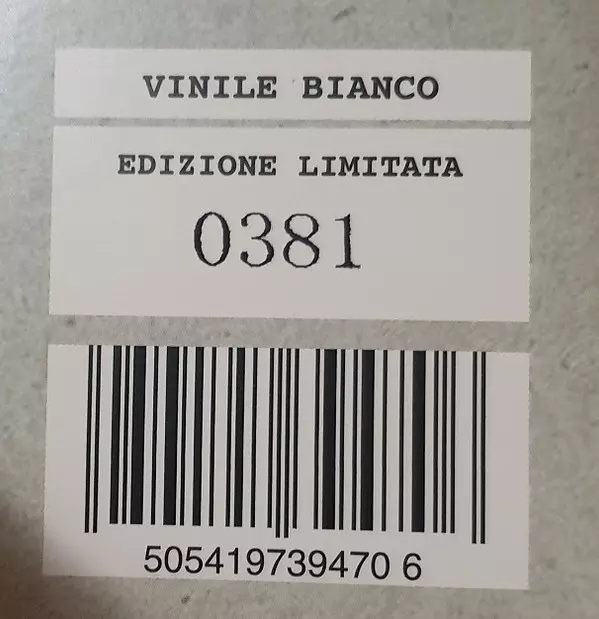 VINILE BIANCO
EDIZIONE LIMITATA
0381
505419739470 6